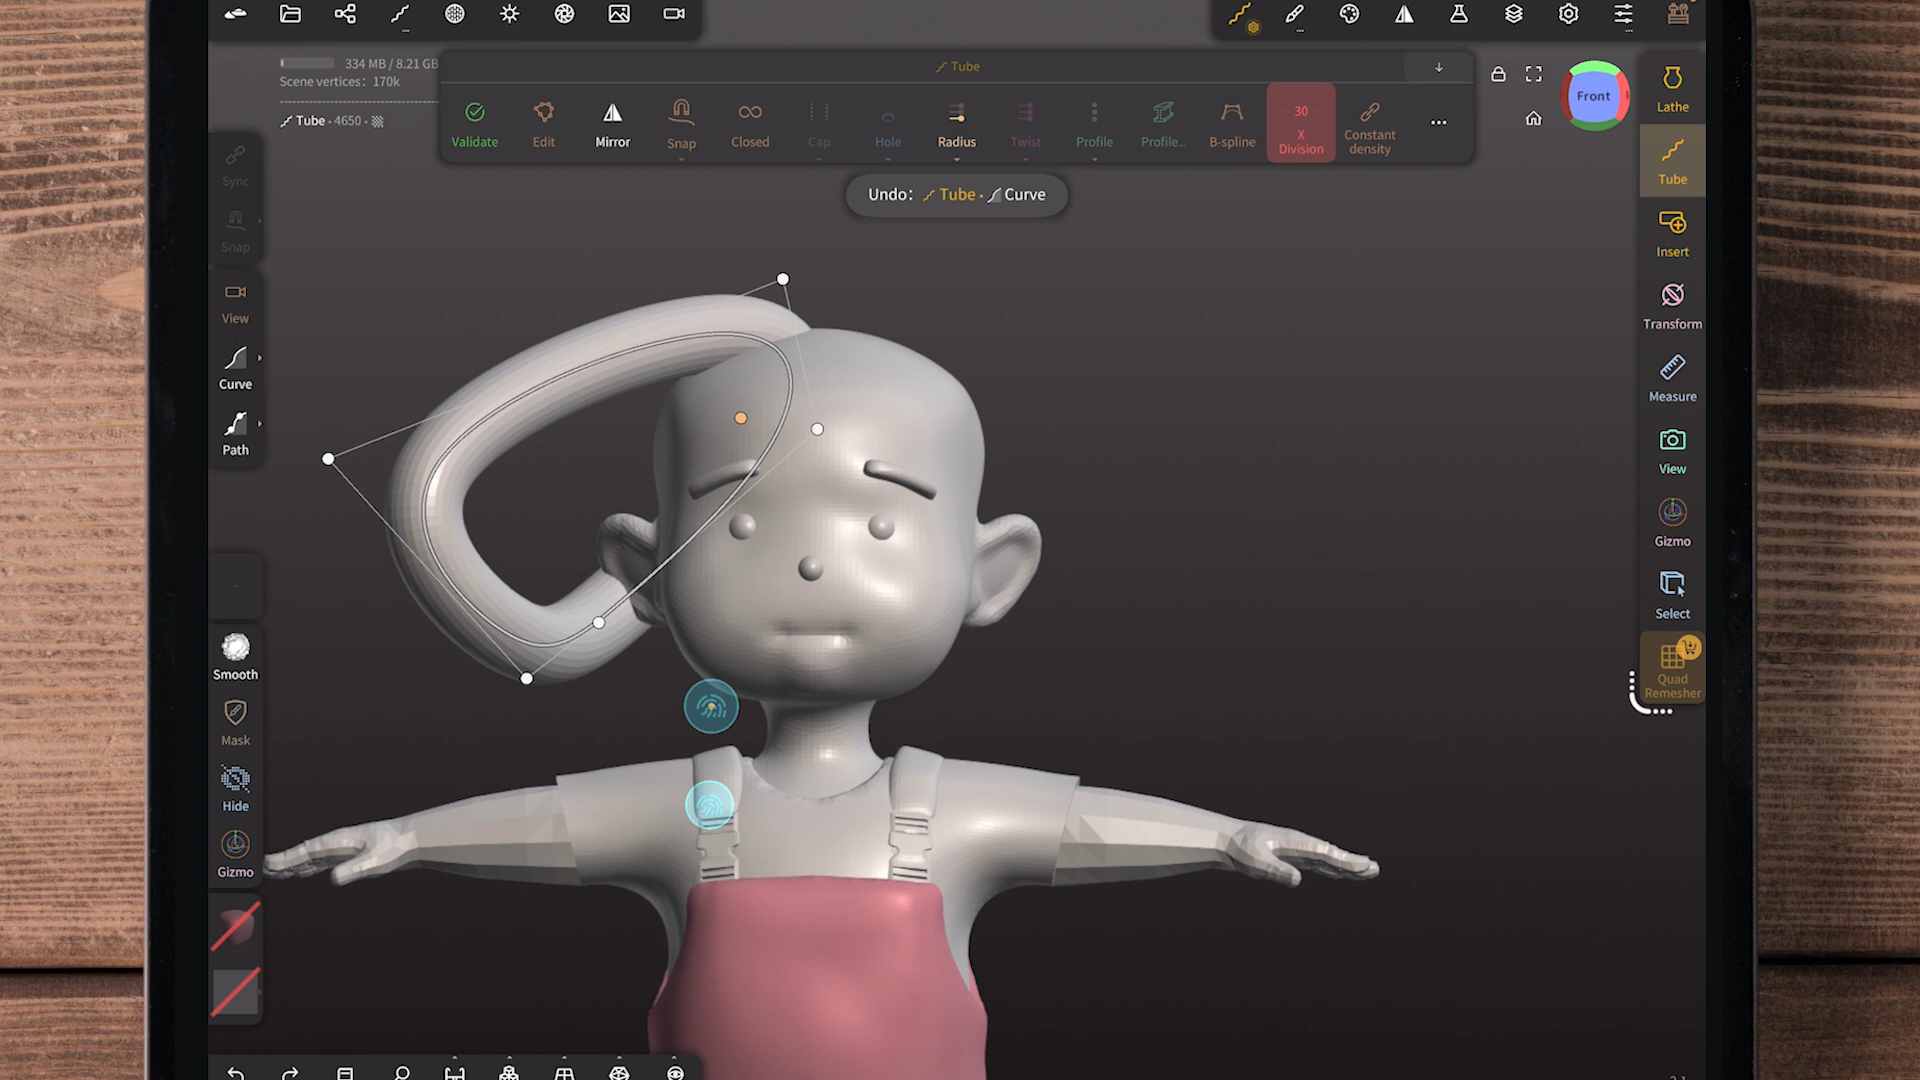 334 MB / 8.21 GB
Scene vertices: 170k
Tube · 4650 ·
Tube
Validate
Edit
Mirror
Snap
Closed
Cap
Hole
Radius
Twist
Profile
Profile...
B-spline
30
X
Division
Constant
density
...
Undo: Tube · Curve
Front
Lathe
Tube
Insert
Transform
Measure
View
Gizmo
Select
Quad
Remesher
Sync
Snap
View
Curve
Path
Smooth
Mask
Hide
Gizmo